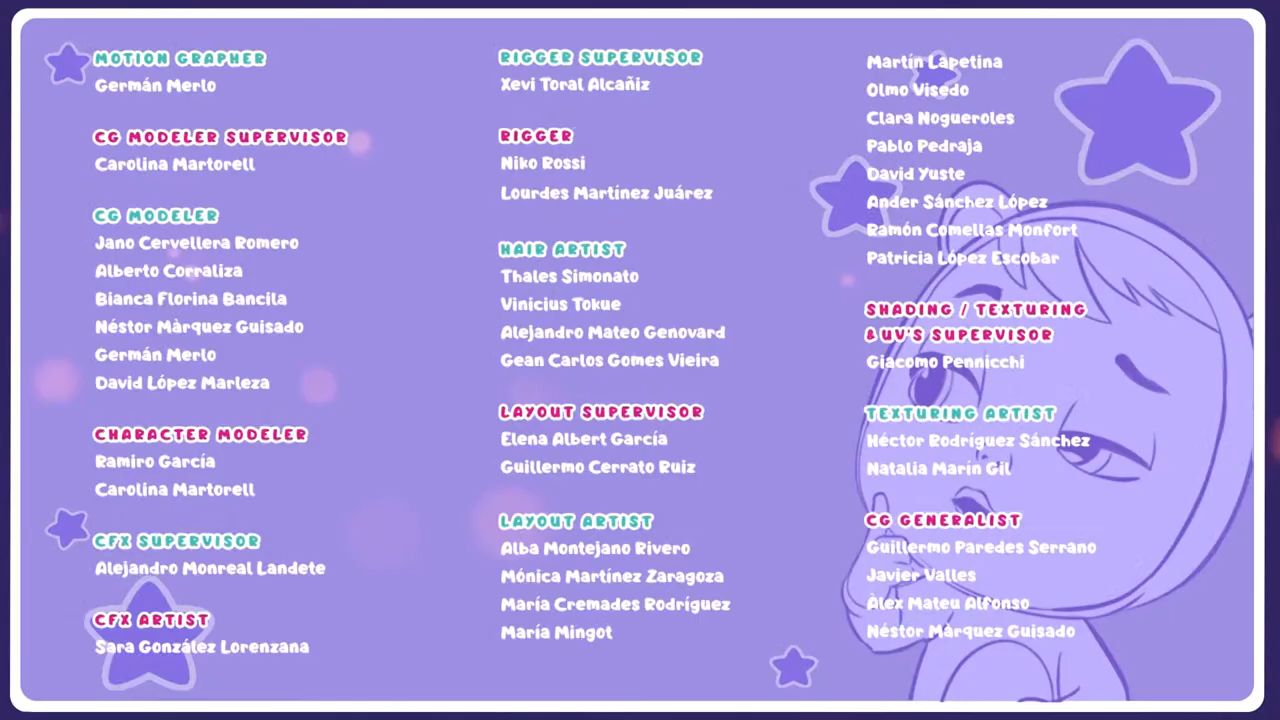 MOTION GRAPHER
Germán Merlo
CG MODELER SUPERVISOR
Carolina Martorell
CG MODELER
Jano Cervellera Romero
Alberto Corraliza
Bianca Florina Bancila
Néstor Màrquez Guisado
Germán Merlo
David López Marleza
CHARACTER MODELER
Ramiro García
Carolina Martorell
CFX SUPERVISOR
Alejandro Monreal Landete
CFX ARTIST
Sara González Lorenzana
RIGGER SUPERVISOR
Xevi Toral Alcañiz
RIGGER
Niko Rossi
Lourdes Martínez Juárez
HAIR ARTIST
Thales Simonato
Vinicius Tokue
Alejandro Mateo Genovard
Gean Carlos Gomes Vieira
LAYOUT SUPERVISOR
Elena Albert García
Guillermo Cerrato Ruiz
LAYOUT ARTIST
Alba Montejano Rivero
Mónica Martínez Zaragoza
María Cremades Rodríguez
María Mingot
Martín Lapetina
Olmo Visedo
Clara Nogueroles
Pablo Pedraja
David Yuste
Ander Sánchez López
Ramón Comellas Monfort
Patricia López Escobar
SHADING / TEXTURING
& UV'S SUPERVISOR
Giacomo Pennicchi
TEXTURING ARTIST
Héctor Rodríguez Sánchez
Natalia Marín Gil
CG GENERALIST
Guillermo Paredes Serrano
Javier Valles
Àlex Mateu Alfonso
Néstor Màrquez Guisado